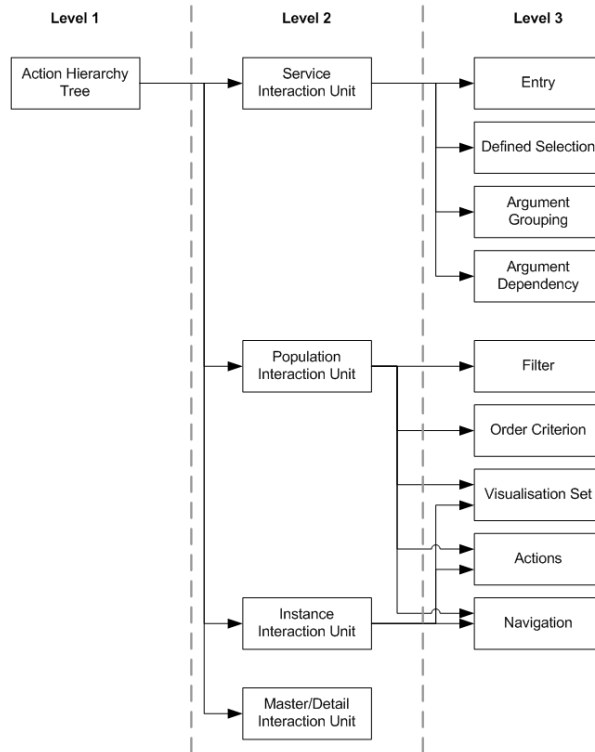 Level 1
Level 2
Level 3
Action Hierarchy
Tree
Service
Interaction Unit
Entry
Defined Selection
Argument
Grouping
Argument
Dependency
Population
Interaction Unit
Filter
Order Criterion
Visualisation Set
Actions
Instance
Interaction Unit
Navigation
Master/Detail
Interaction Unit